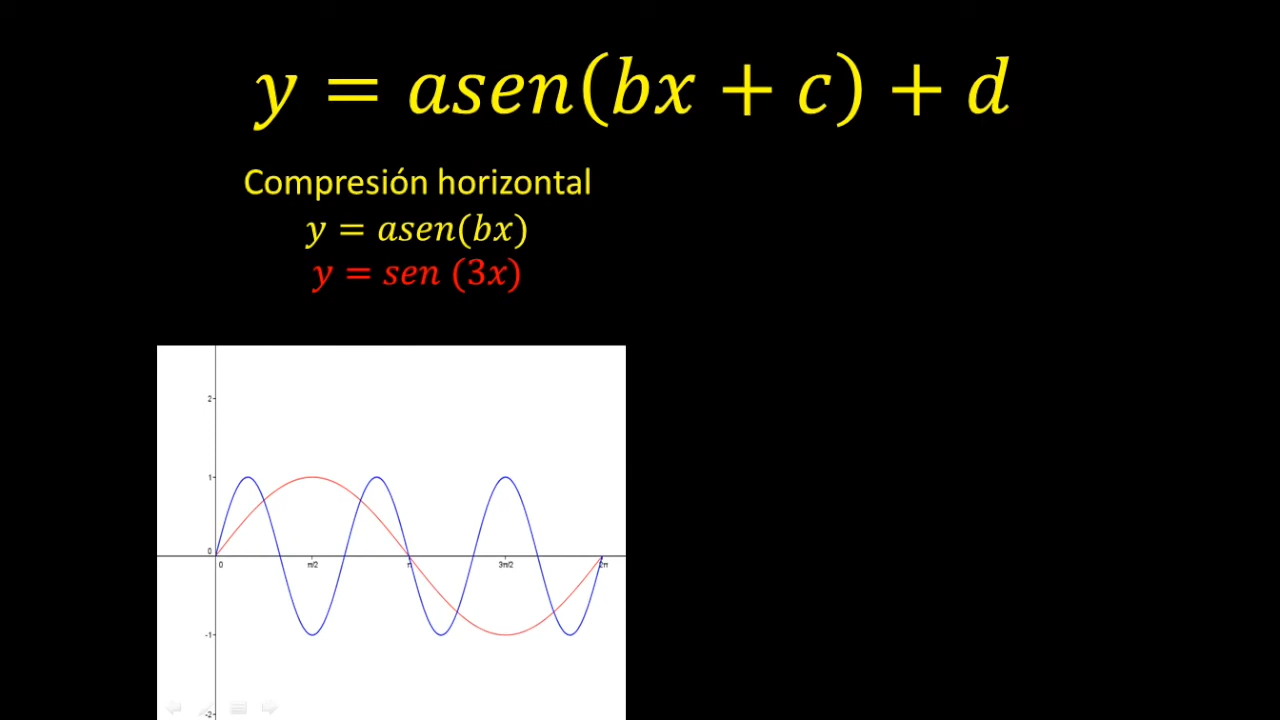 y = asen(bx + c) + d
Compresión horizontal
y = asen(bx)
y = sen (3x)
2
1
0
0 π/2 π 3π/2 2π
-1
-2